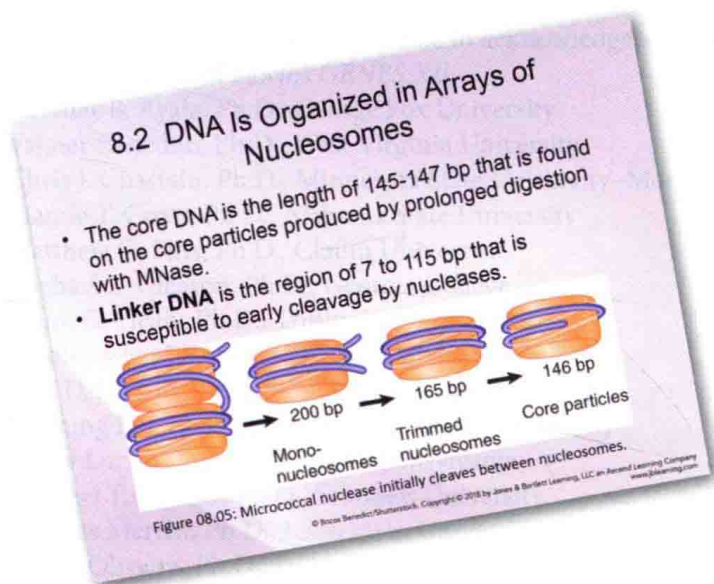 8.2 DNA Is Organized in Arrays of
Nucleosomes
• The core DNA is the length of 145-147 bp that is found
on the core particles produced by prolonged digestion
with MNase.
• Linker DNA is the region of 7 to 115 bp that is
susceptible to early cleavage by nucleases.
200 bp
165 bp
146 bp
Mono-
nucleosomes
Trimmed
nucleosomes
Core particles
Figure 08.05: Micrococcal nuclease initially cleaves between nucleosomes.
© Bocos Benedict/Shutterstock. Copyright © 2018 by Jones & Bartlett Learning, LLC an Ascend Learning Company
www.jblearning.com